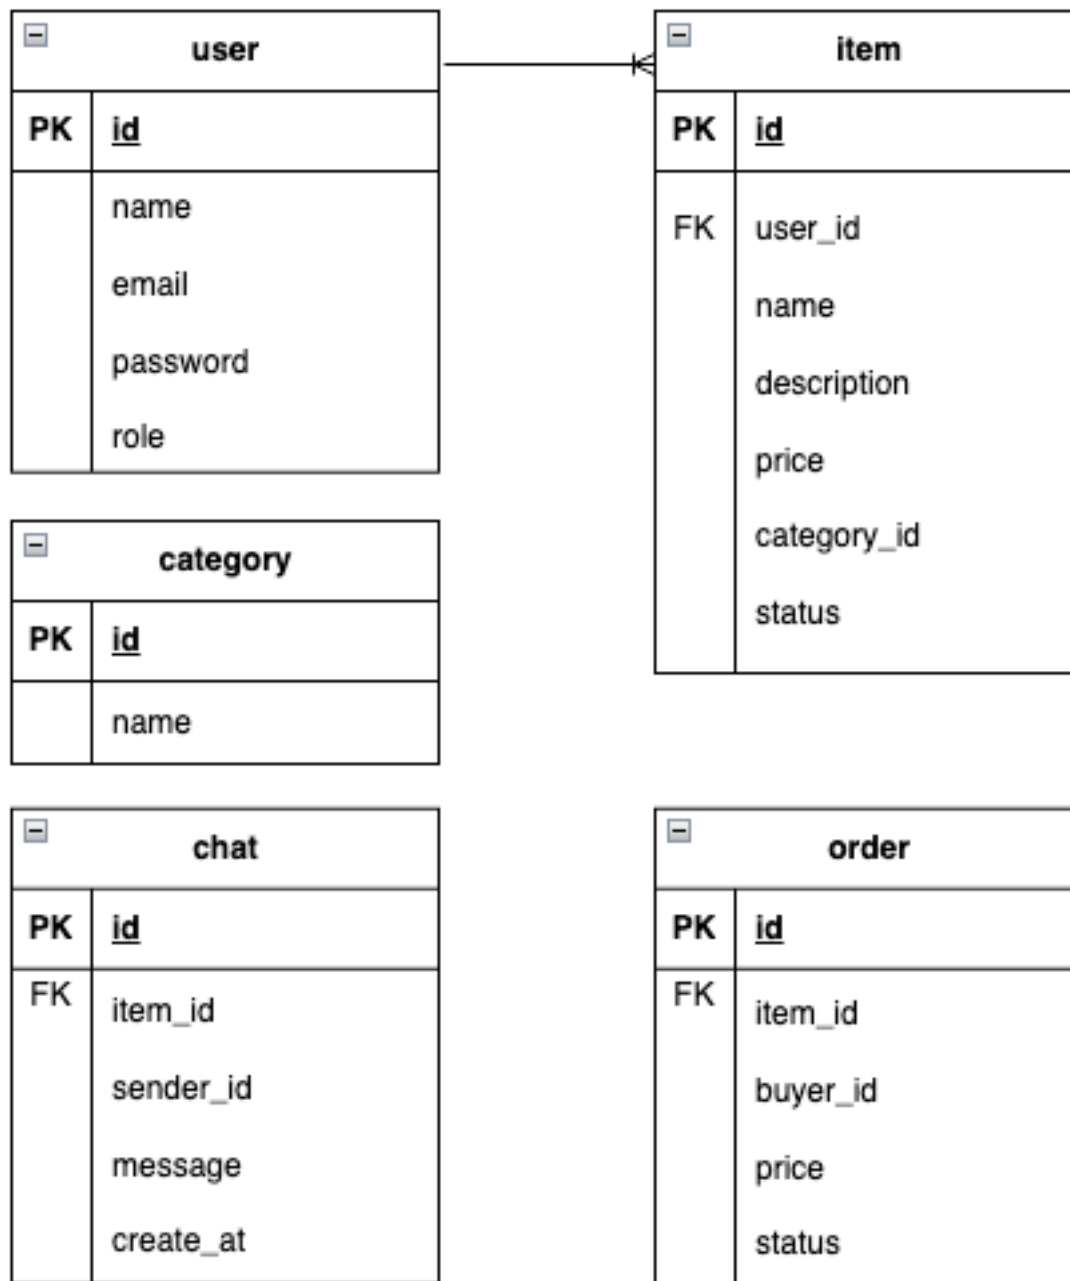 user
PK id
name
email
password
role
item
PK id
FK user_id
name
description
price
category_id
status
category
PK id
name
chat
PK id
FK item_id
sender_id
message
create_at
order
PK id
FK item_id
buyer_id
price
status